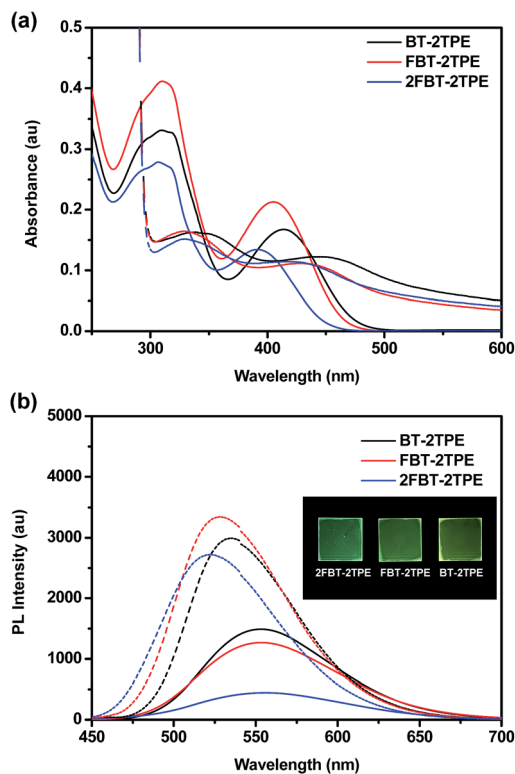 (a)
0.5
0.4
0.3
0.2
0.1
0.0
Absorbance (au)
BT-2TPE
FBT-2TPE
2FBT-2TPE
300 400 500 600
Wavelength (nm)
(b)
5000
4000
3000
2000
1000
0
PL Intensity (au)
BT-2TPE
FBT-2TPE
2FBT-2TPE
2FBT-2TPE FBT-2TPE BT-2TPE
450 500 550 600 650 700
Wavelength (nm)